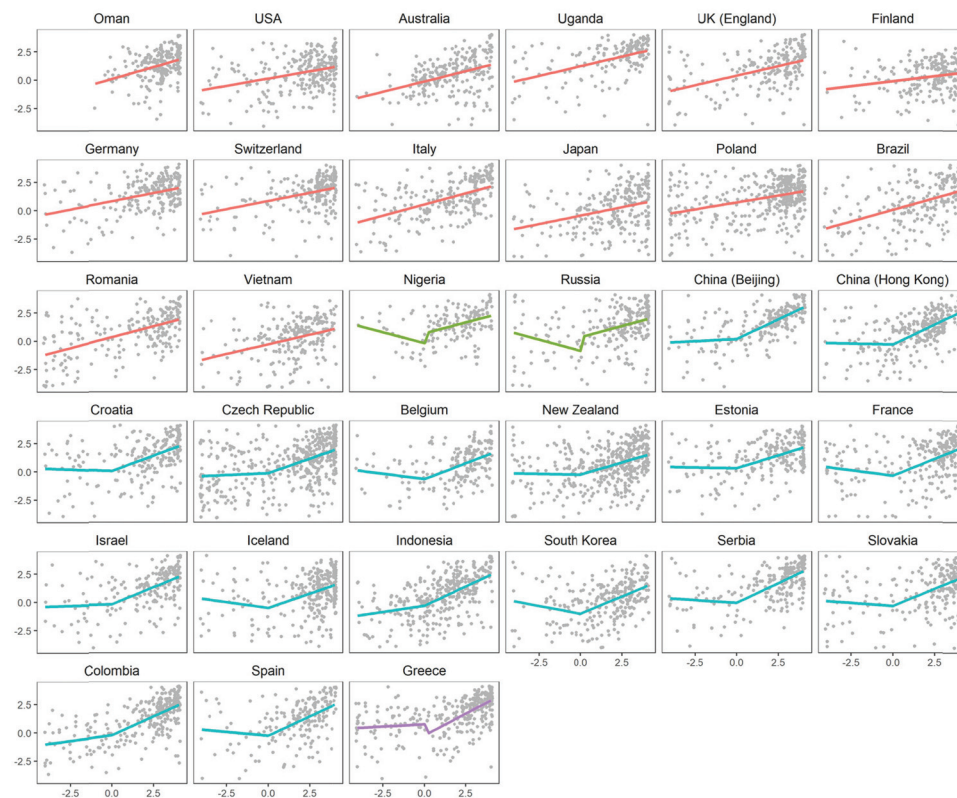 Oman USA Australia Uganda UK (England) Finland
2.5
0.0
-2.5
Germany Switzerland Italy Japan Poland Brazil
2.5
0.0
-2.5
Romania Vietnam Nigeria Russia China (Beijing) China (Hong Kong)
2.5
0.0
-2.5
Croatia Czech Republic Belgium New Zealand Estonia France
2.5
0.0
-2.5
Israel Iceland Indonesia South Korea Serbia Slovakia
2.5
0.0
-2.5
-2.5 0.0 2.5 -2.5 0.0 2.5 -2.5 0.0 2.5
Colombia Spain Greece
2.5
0.0
-2.5
-2.5 0.0 2.5 -2.5 0.0 2.5 -2.5 0.0 2.5